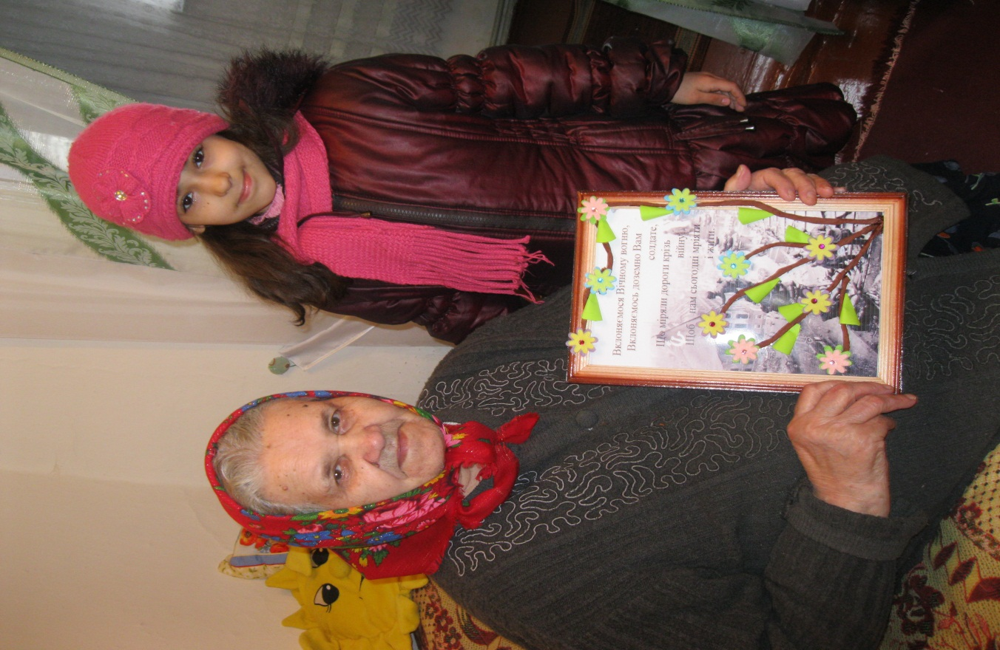 Вклоняємося Вічному вогню,
Вклоняємось доземно Вам
солдате,
Що міряли дороги крізь
війну,
Щоб нам сьогодні мріяти
і жити.